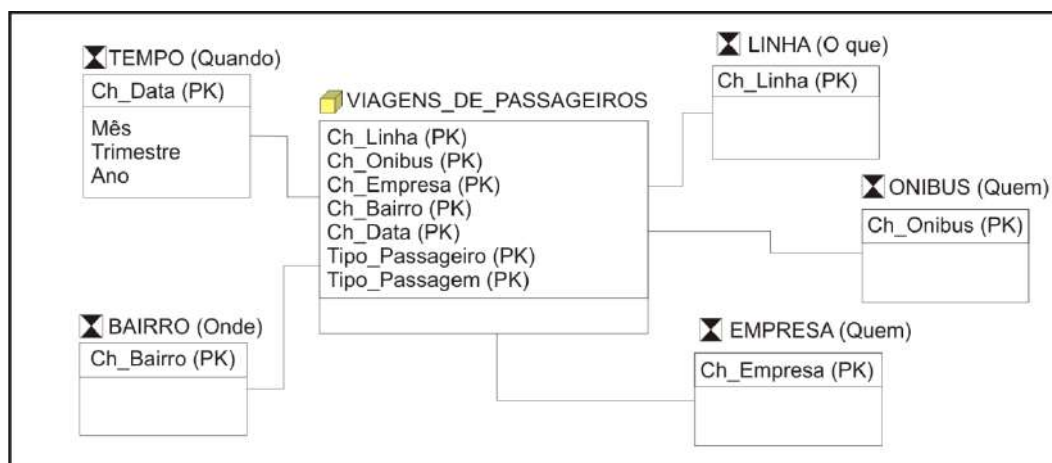 TEMPO (Quando)
Ch_Data (PK)
Mês
Trimestre
Ano
VIAGENS_DE_PASSAGEIROS
Ch_Linha (PK)
Ch_Onibus (PK)
Ch_Empresa (PK)
Ch_Bairro (PK)
Ch_Data (PK)
Tipo_Passageiro (PK)
Tipo_Passagem (PK)
LINHA (O que)
Ch_Linha (PK)
ONIBUS (Quem)
Ch_Onibus (PK)
BAIRRO (Onde)
Ch_Bairro (PK)
EMPRESA (Quem)
Ch_Empresa (PK)